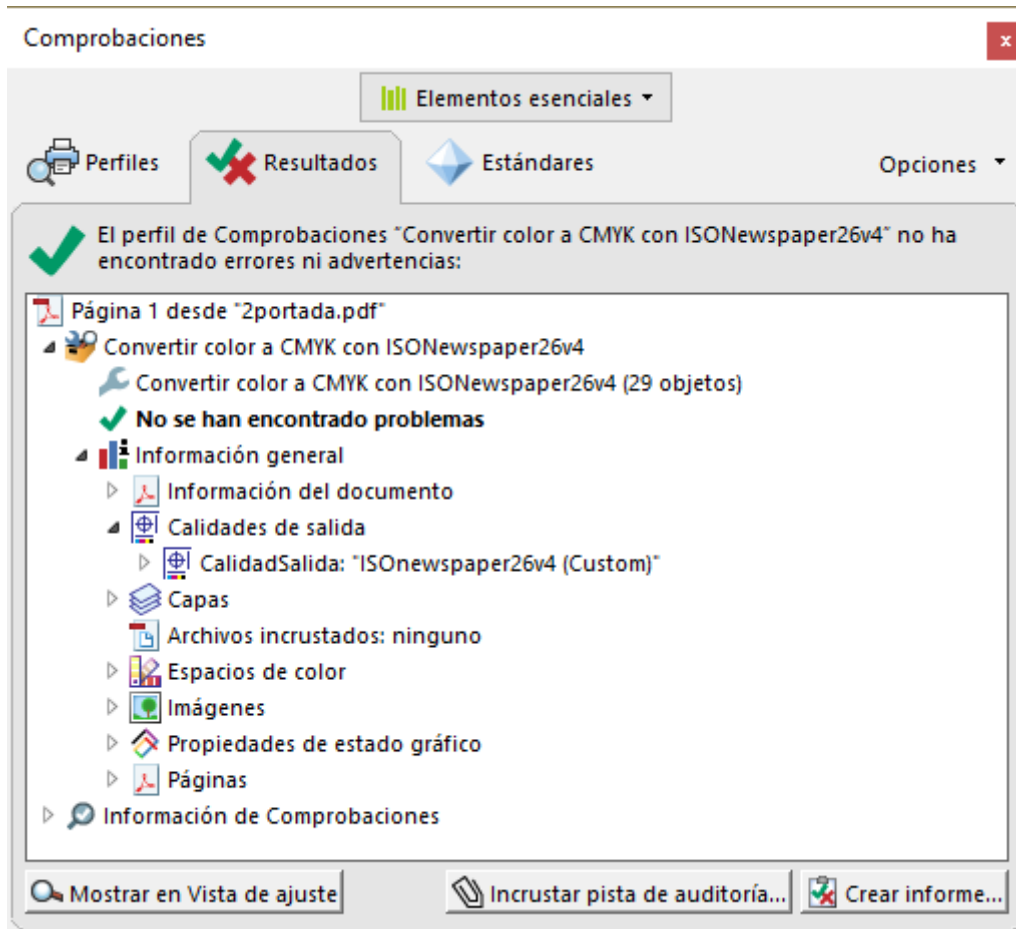 Comprobaciones
x
Elementos esenciales
Perfiles
Resultados
Estándares
Opciones
El perfil de Comprobaciones "Convertir color a CMYK con ISONewspaper26v4" no ha
encontrado errores ni advertencias:
Página 1 desde "2portada.pdf"
Convertir color a CMYK con ISONewspaper26v4
Convertir color a CMYK con ISONewspaper26v4 (29 objetos)
No se han encontrado problemas
Información general
Información del documento
Calidades de salida
CalidadSalida: "ISOnewspaper26v4 (Custom)"
Capas
Archivos incrustados: ninguno
Espacios de color
Imágenes
Propiedades de estado gráfico
Páginas
Información de Comprobaciones
Mostrar en Vista de ajuste
Incrustar pista de auditoría...
Crear informe...